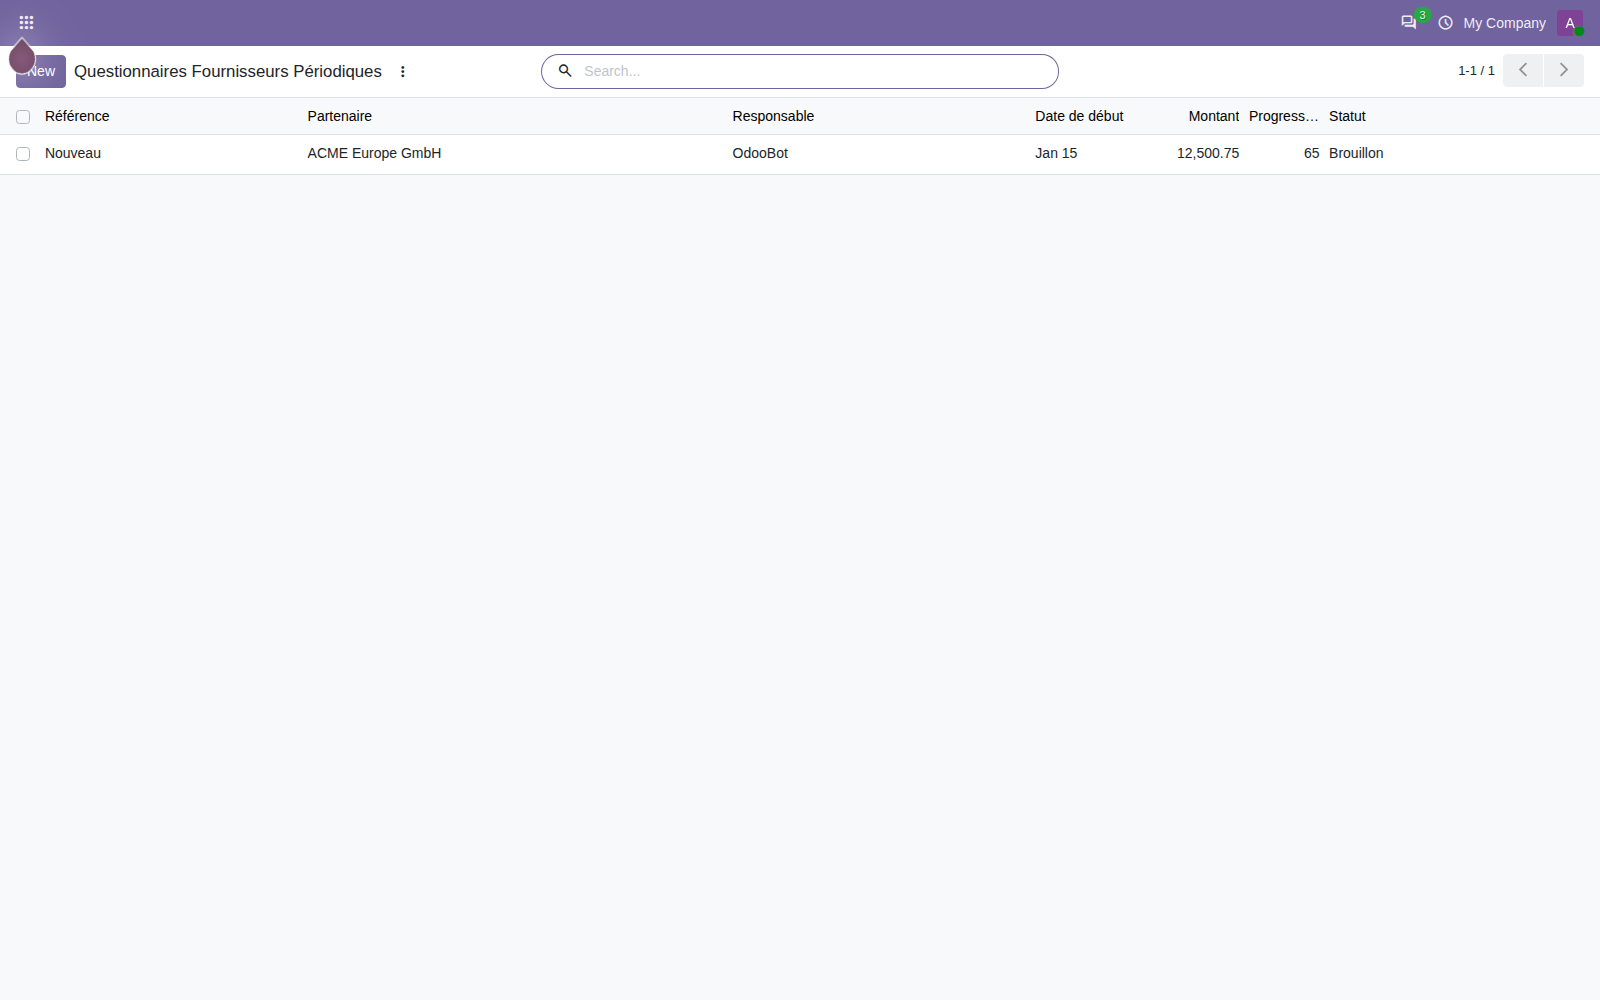 3
My Company
A
New
Questionnaires Fournisseurs Périodiques
Search...
1-1 / 1
Référence Partenaire Responsable Date de début Montant Progress... Statut
Nouveau ACME Europe GmbH OdooBot Jan 15 12,500.75 65 Brouillon